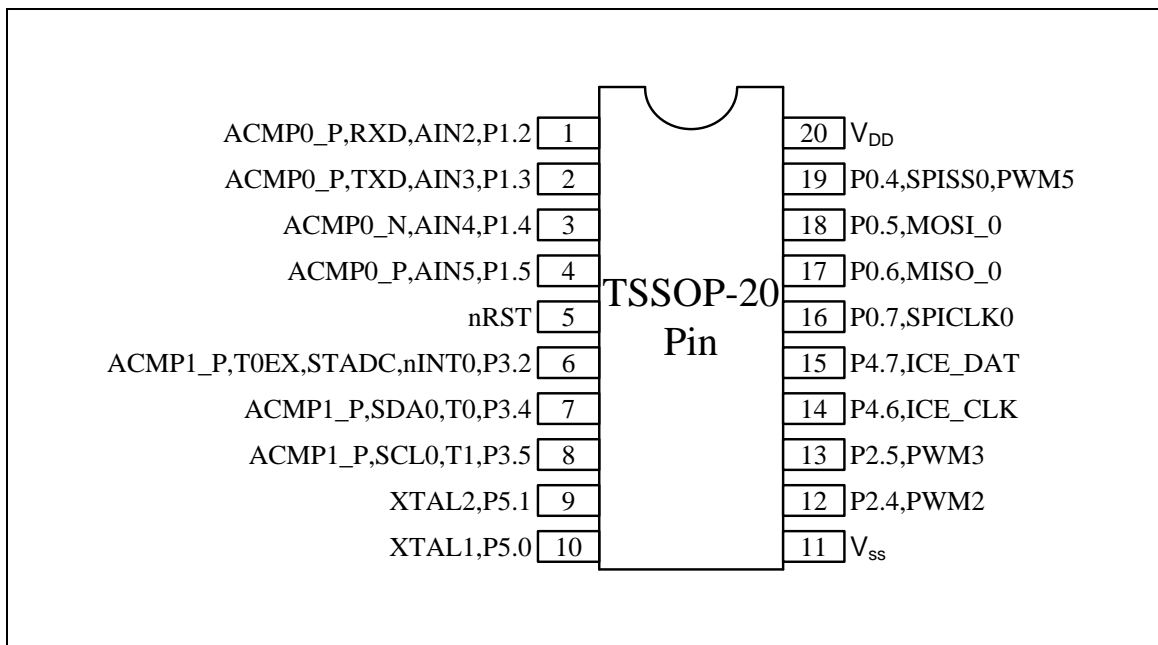 ACMP0_P,RXD,AIN2,P1.2 1
ACMP0_P,TXD,AIN3,P1.3 2
ACMP0_N,AIN4,P1.4 3
ACMP0_P,AIN5,P1.5 4
nRST 5
ACMP1_P,T0EX,STADC,nINT0,P3.2 6
ACMP1_P,SDA0,T0,P3.4 7
ACMP1_P,SCL0,T1,P3.5 8
XTAL2,P5.1 9
XTAL1,P5.0 10
TSSOP-20
Pin
20 VDD
19 P0.4,SPISS0,PWM5
18 P0.5,MOSI_0
17 P0.6,MISO_0
16 P0.7,SPICLK0
15 P4.7,ICE_DAT
14 P4.6,ICE_CLK
13 P2.5,PWM3
12 P2.4,PWM2
11 Vss